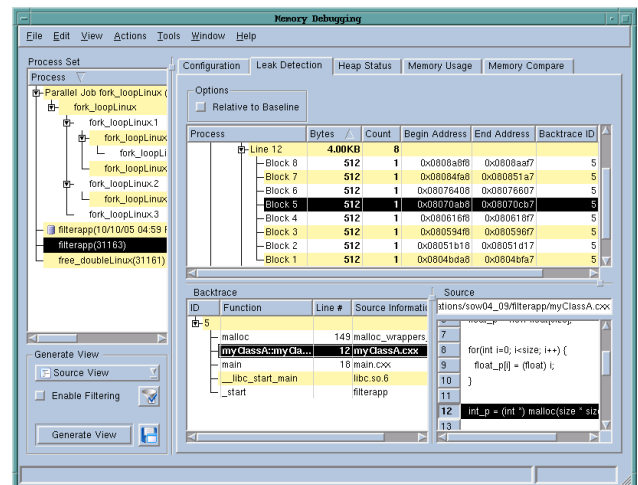 Memory Debugging
File Edit View Actions Tools Window Help
Process Set
Process
Parallel Job fork_loopLinux (
fork_loopLinux
fork_loopLinux.1
fork_loopLinux
fork_loopLi
fork_loopLinux
fork_loopLinux.2
fork_loopLinux
fork_loopLinux.3
filterapp(10/10/05 04:59
filterapp(31163)
free_doubleLinux(31161)
Generate View
Source View
Enable Filtering
Generate View
Configuration Leak Detection Heap Status Memory Usage Memory Compare
Options
Relative to Baseline
Process Bytes Count Begin Address End Address Backtrace ID
Line 12 4.00KB 8
Block 8 512 1 0x0808a8f8 0x0808aaf7 5
Block 7 512 1 0x08084fa8 0x080851a7 5
Block 6 512 1 0x08076408 0x08076607 5
Block 5 512 1 0x08070ab8 0x08070cb7 5
Block 4 512 1 0x080616f8 0x080618f7 5
Block 3 512 1 0x080594f8 0x080596f7 5
Block 2 512 1 0x08051b18 0x08051d17 5
Block 1 512 1 0x0804bda8 0x0804bfa7 5
Backtrace
ID Function Line # Source Informatic
5
malloc 149 malloc_wrappers_
myClassA::myCla... 12 myClassA.cxx
main 18 main.cxx
__libc_start_main libc.so.6
_start filterapp
Source
ations/sow04_09/filterapp/myClassA.cxx
7
8 for(int i=0; i<size; i++) {
9 float_p[i] = (float) i;
10 }
11
12 int_p = (int *) malloc(size * siz
13